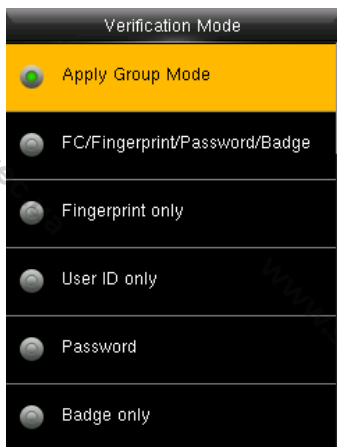 Verification Mode
Apply Group Mode
FC/Fingerprint/Password/Badge
Fingerprint only
User ID only
Password
Badge only